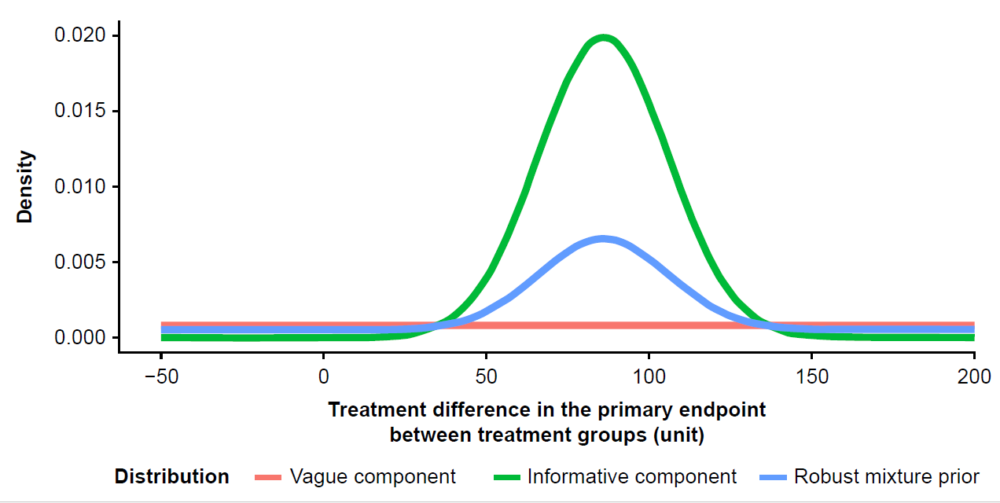 0.020
0.015
0.010
0.005
0.000
Density
−50 0 50 100 150 200
Treatment difference in the primary endpoint
between treatment groups (unit)
Distribution Vague component Informative component Robust mixture prior